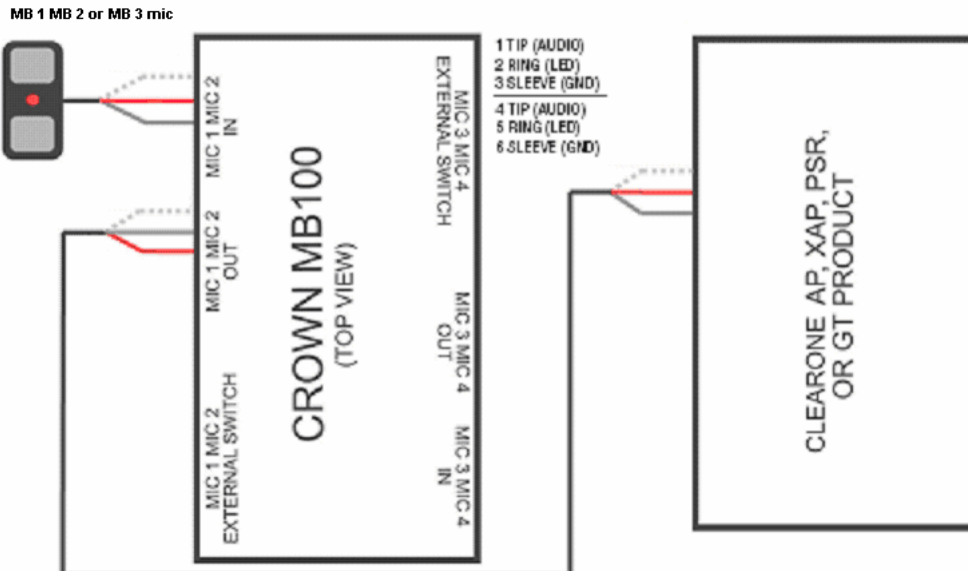 MB 1 MB 2 or MB 3 mic
MIC 1 MIC 2
IN
MIC 1 MIC 2
OUT
MIC 1 MIC 2
EXTERNAL SWITCH
CROWN MB100
(TOP VIEW)
MIC 3 MIC 4
EXTERNAL SWITCH
MIC 3 MIC 4
OUT
MIC 3 MIC 4
IN
1 TIP (AUDIO)
2 RING (LED)
3 SLEEVE (GND)
4 TIP (AUDIO)
5 RING (LED)
6 SLEEVE (GND)
CLEARONE AP, XAP, PSR,
OR GT PRODUCT